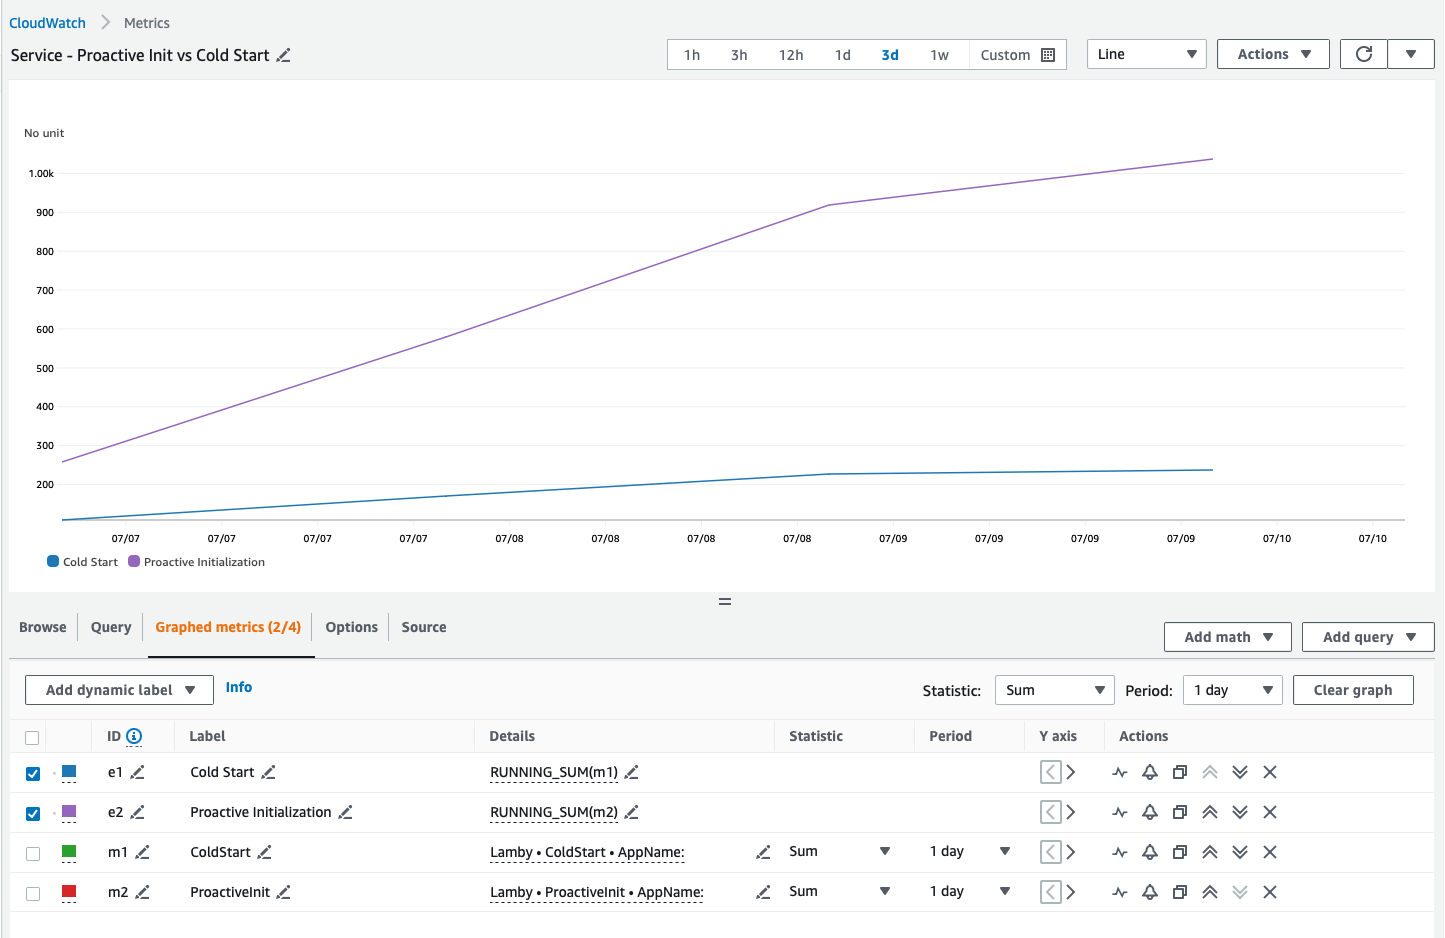 CloudWatch Metrics
Service - Proactive Init vs Cold Start
1h 3h 12h 1d 3d 1w Custom Line Actions
No unit
1.00k
900
800
700
600
500
400
300
200
07/07 07/07 07/07 07/07 07/08 07/08 07/08 07/08 07/09 07/09 07/09 07/09 07/10 07/10
Cold Start Proactive Initialization
Browse Query Graphed metrics (2/4) Options Source
Add math Add query
Add dynamic label Info Statistic: Sum Period: 1 day Clear graph
ID Label Details Statistic Period Y axis Actions
e1 Cold Start RUNNING_SUM(m1)
e2 Proactive Initialization RUNNING_SUM(m2)
m1 ColdStart Lamby • ColdStart • AppName: Sum 1 day
m2 ProactiveInit Lamby • ProactiveInit • AppName: Sum 1 day